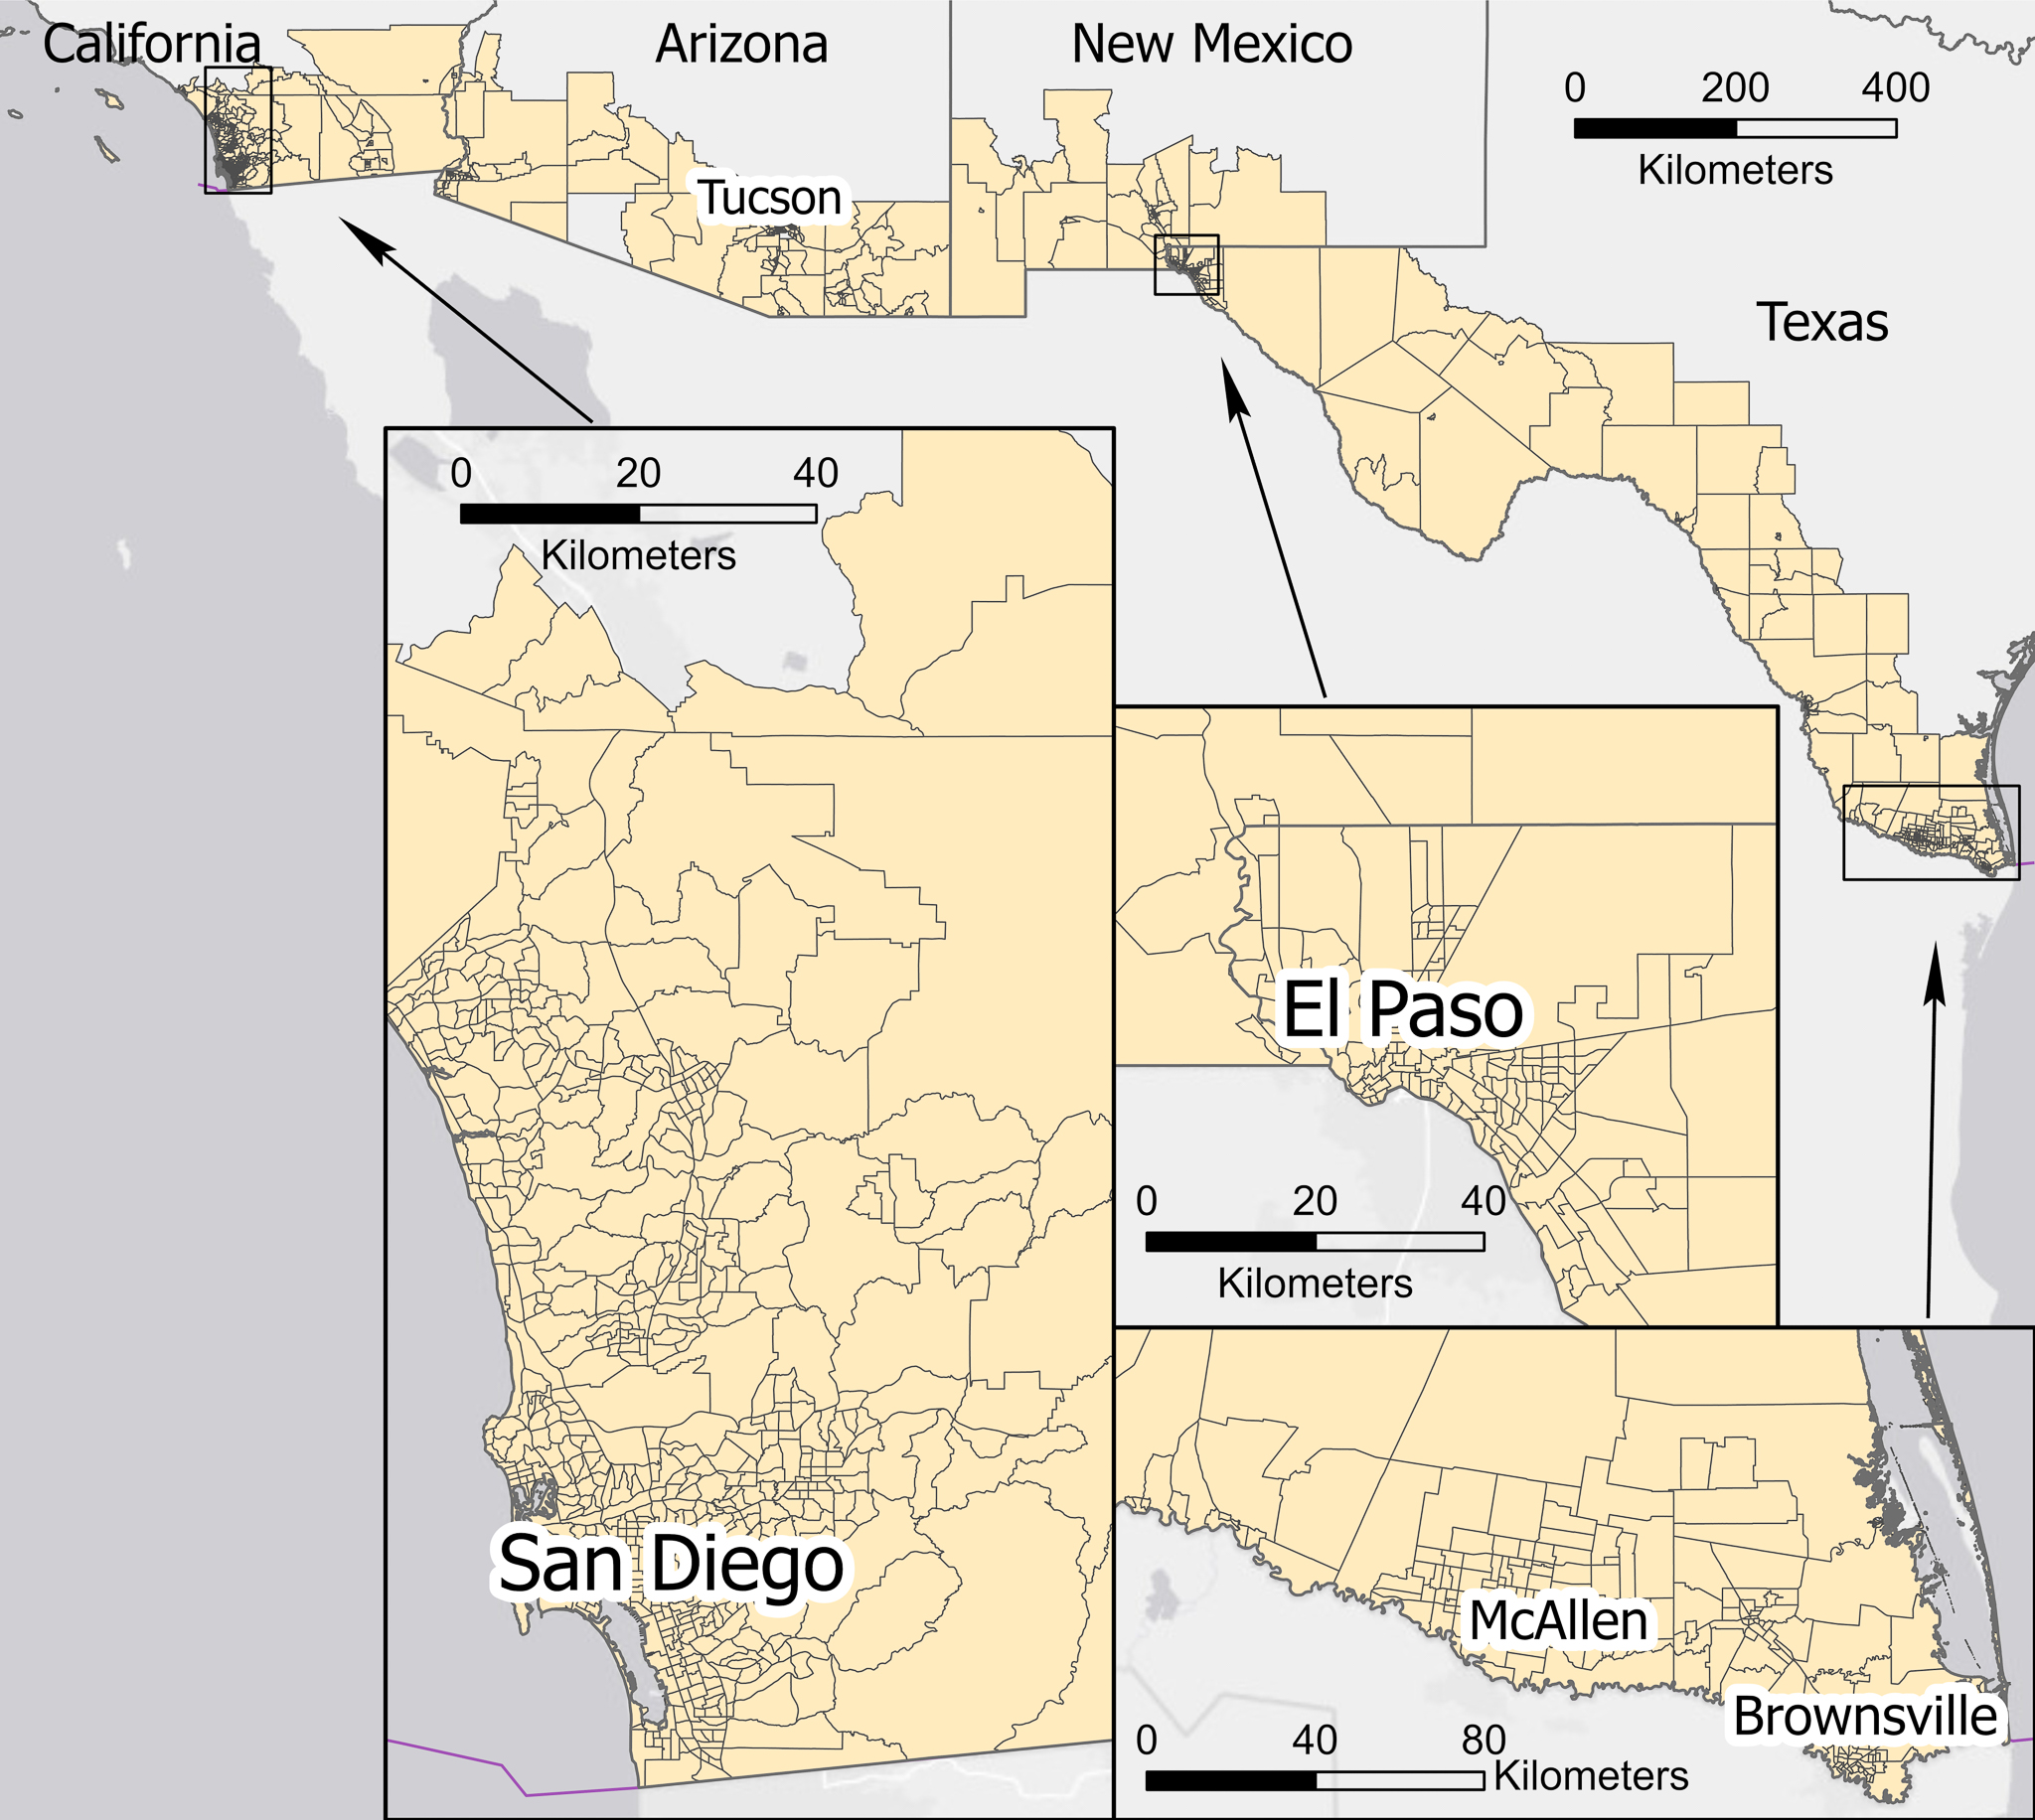 California
Arizona
New Mexico
0 200 400
Kilometers
Tucson
Texas
0 20 40
Kilometers
El Paso
0 20 40
Kilometers
San Diego
McAllen
Brownsville
0 40 80
Kilometers